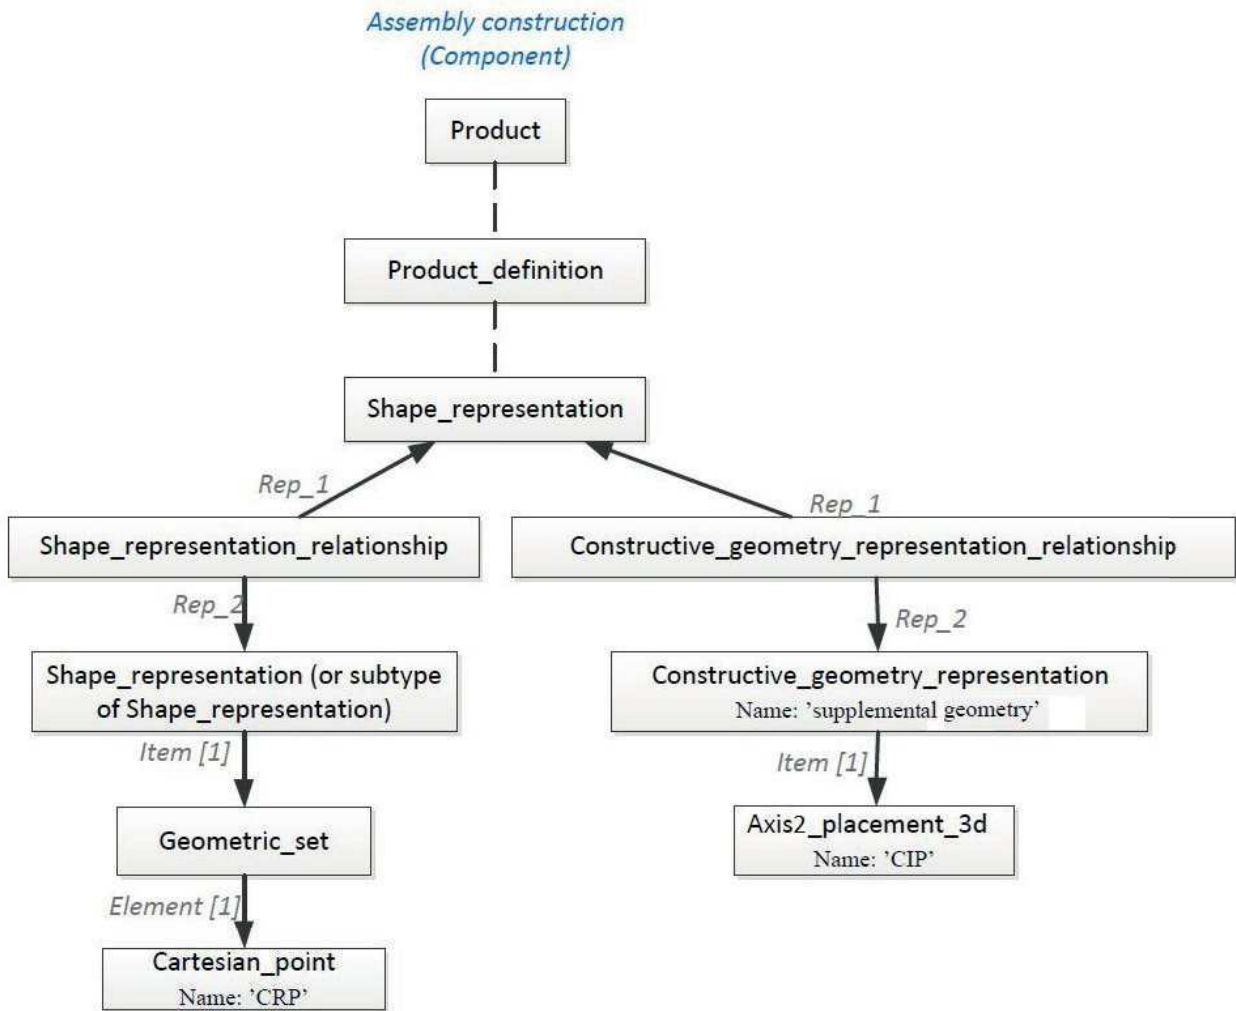 Assembly construction
(Component)
Product
Product_definition
Shape_representation
Rep_1
Rep_1
Shape_representation_relationship
Constructive_geometry_representation_relationship
Rep_2
Rep_2
Shape_representation (or subtype
of Shape_representation)
Constructive_geometry_representation
Name: ’supplemental geometry’
Item [1]
Item [1]
Geometric_set
Axis2_placement_3d
Name: ’CIP’
Element [1]
Cartesian_point
Name: ’CRP’